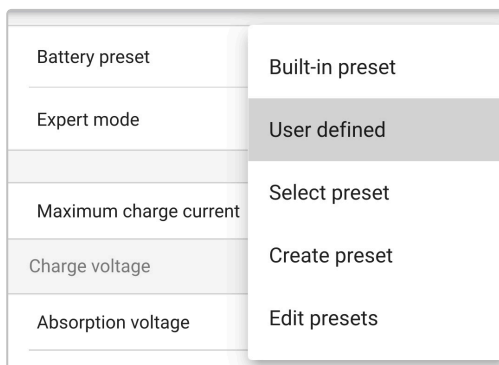 Battery preset
Expert mode
Maximum charge current
Charge voltage
Absorption voltage
Built-in preset
User defined
Select preset
Create preset
Edit presets